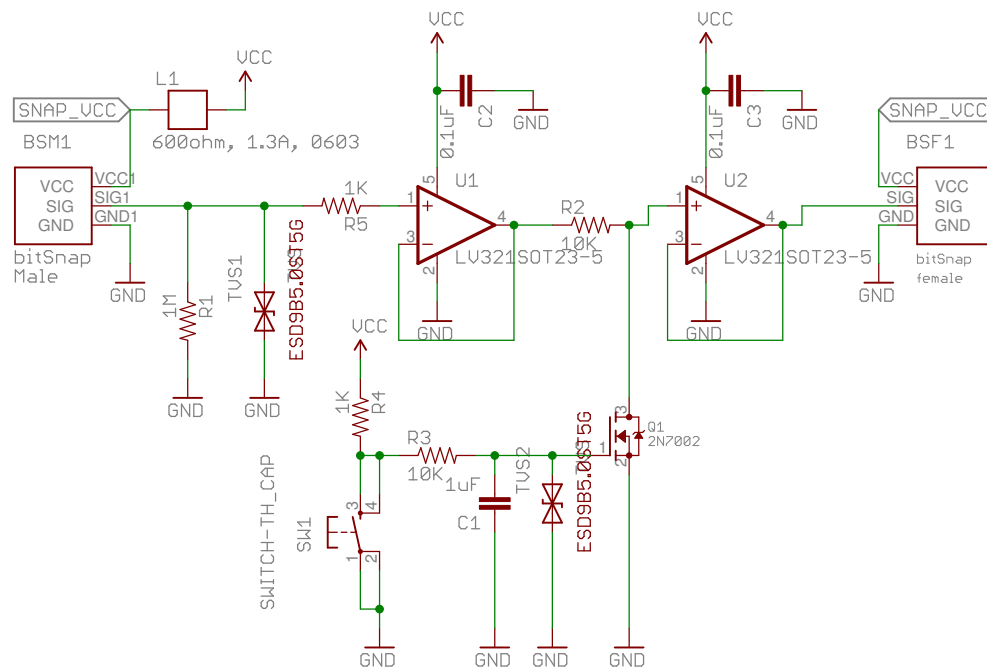 VCC
VCC
VCC
L1
SNAP_VCC
600ohm, 1.3A, 0603
C2
GND
0.1uF
C3
GND
0.1uF
SNAP_VCC
BSM1
BSF1
VCC
SIG
GND
VCC1
SIG1
GND1
bitSnap
Male
GND
1K
R5
1
3
5
2
4
U1
LV321SOT23-5
GND
R2
10K
1
3
5
2
4
U2
LV321SOT23-5
GND
VCC
SIG
GND
VCC
SIG
GND
bitSnap
female
GND
1M
R1
GND
TVS1
ESD9B5.0ST5G
GND
VCC
1K
R4
R3
10K
1uF
C1
GND
TVS2
ESD9B5.0ST5G
GND
1
3
2
Q1
2N7002
GND
SWITCH-TH_CAP
SW1
3
4
1
2
GND